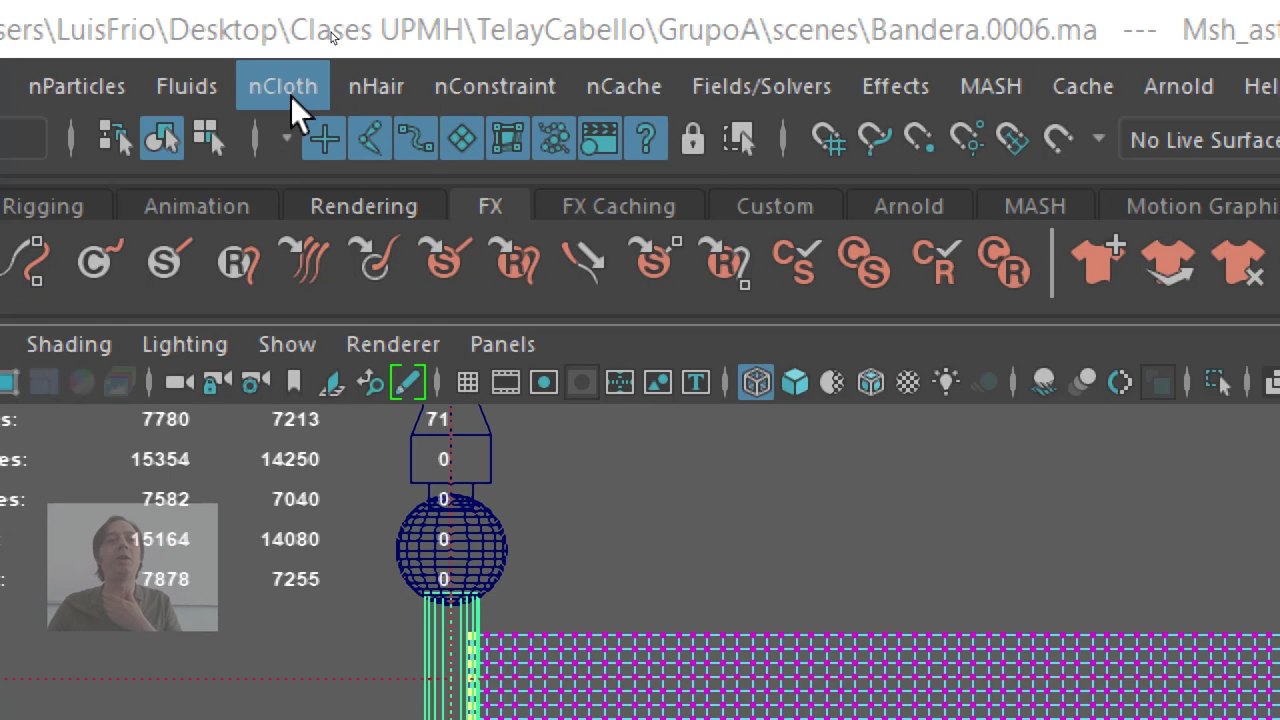 sers\LuisFrio\Desktop\Clases UPMH\TelayCabello\GrupoA\scenes\Bandera.0006.ma --- Msh_ast
nParticles Fluids nCloth nHair nConstraint nCache Fields/Solvers Effects MASH Cache Arnold Hel
No Live Surface
Rigging Animation Rendering FX FX Caching Custom Arnold MASH Motion Graphi
Shading Lighting Show Renderer Panels
s: 7780 7213 71
es: 15354 14250 0
es: 7582 7040 0
: 15164 14080 0
: 7878 7255 0